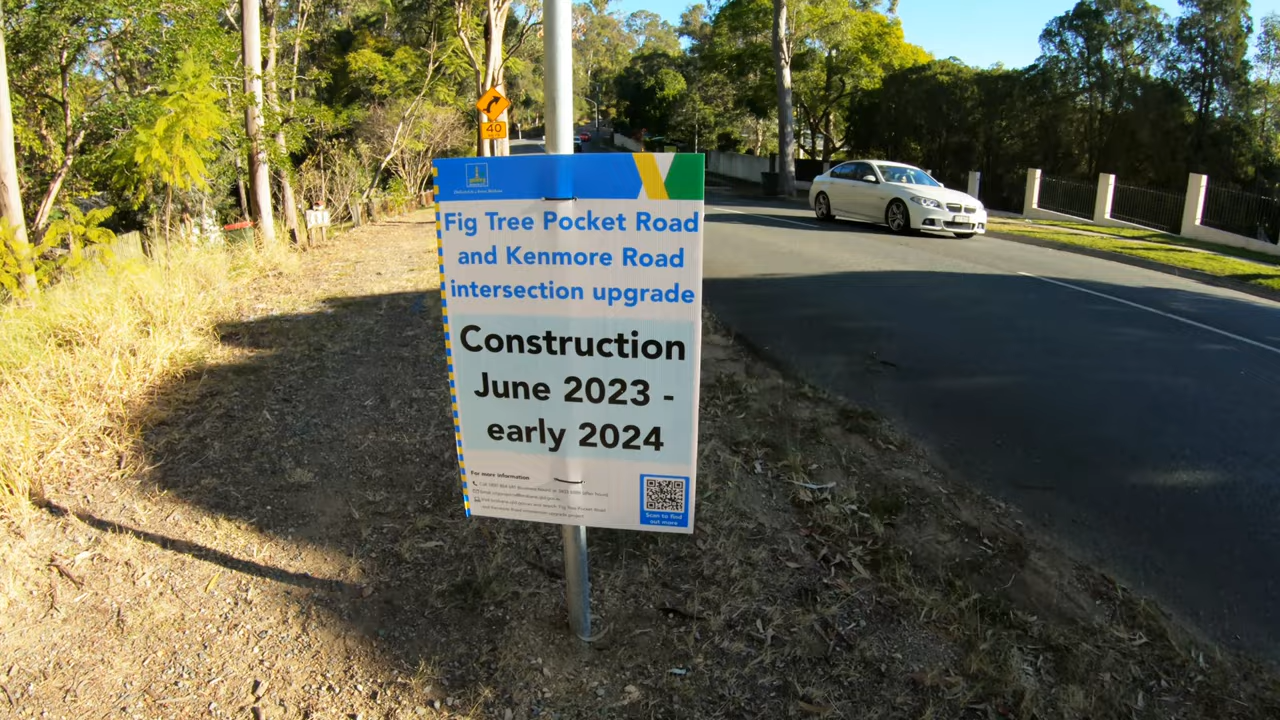 40
Fig Tree Pocket Road
and Kenmore Road
intersection upgrade
Construction
June 2023 -
early 2024
For more information
Scan to find
out more